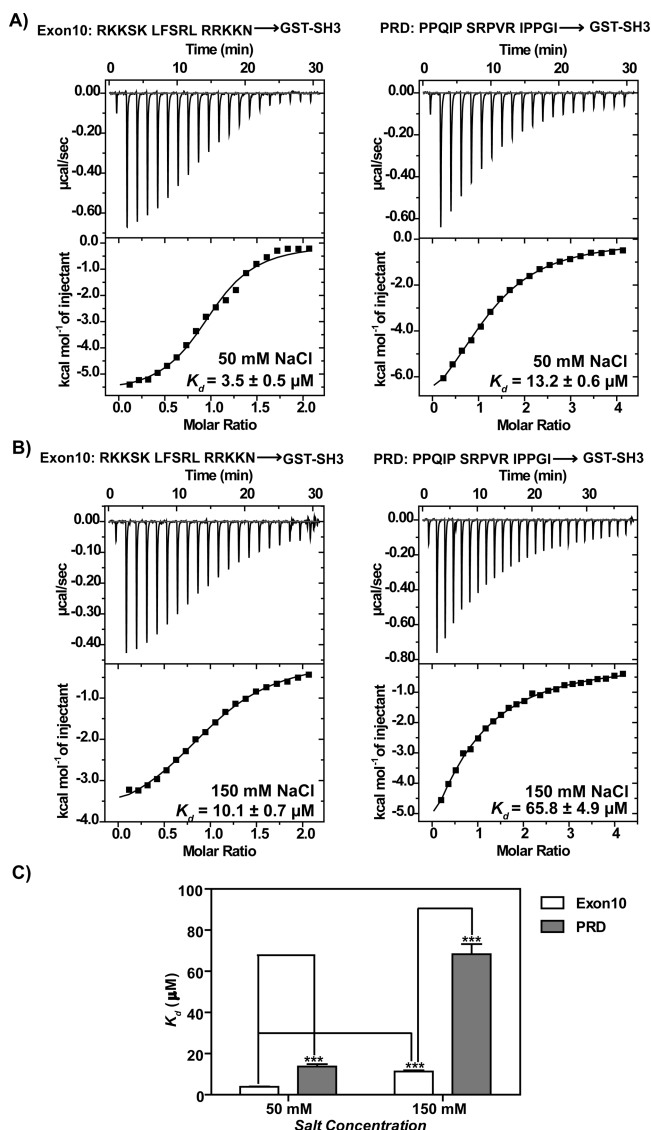 A)
Exon10: RKKSK LFSRL RRKKN→GST-SH3
Time (min)
0 10 20 30
0.00
-0.20
-0.40
-0.60
µcal/sec
0.0
-1.0
-2.0
-3.0
-4.0
-5.0
kcal mol-1 of injectant
50 mM NaCl
Kd = 3.5 ± 0.5 µM
0.0 0.5 1.0 1.5 2.0
Molar Ratio
PRD: PPQIP SRPVR IPPGI→ GST-SH3
Time (min)
0 10 20 30
0.00
-0.20
-0.40
-0.60
µcal/sec
0.0
-2.0
-4.0
-6.0
kcal mol-1 of injectant
50 mM NaCl
Kd = 13.2 ± 0.6 µM
0 1 2 3 4
Molar Ratio
B)
Exon10: RKKSK LFSRL RRKKN→GST-SH3
Time (min)
0 10 20 30
0.00
-0.10
-0.20
-0.30
-0.40
µcal/sec
-1.0
-2.0
-3.0
-4.0
kcal mol-1 of injectant
150 mM NaCl
Kd = 10.1 ± 0.7 µM
0.0 0.5 1.0 1.5 2.0
Molar Ratio
PRD: PPQIP SRPVR IPPGI→ GST-SH3
Time (min)
0 10 20 30
0.00
-0.20
-0.40
-0.60
-0.80
µcal/sec
-1.0
-2.0
-3.0
-4.0
-5.0
kcal mol-1 of injectant
150 mM NaCl
Kd = 65.8 ± 4.9 µM
0 1 2 3 4
Molar Ratio
C)
100
80
60
40
20
0
Kd (µM)
*** *** ***
50 mM 150 mM
Salt Concentration
Exon10
PRD